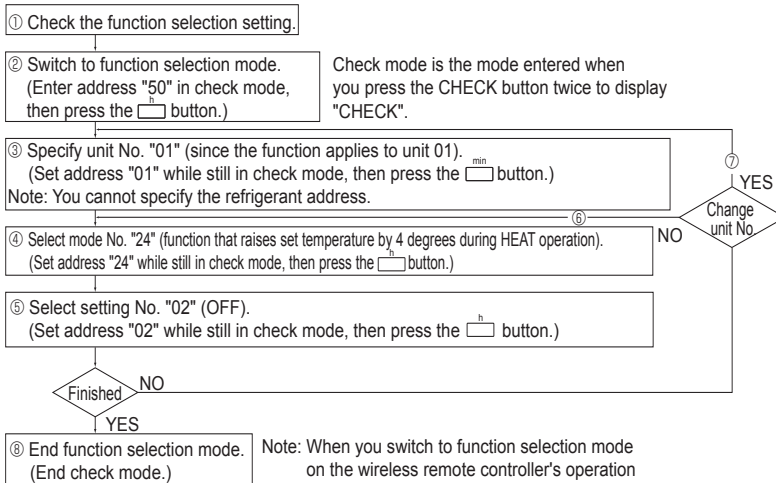 ① Check the function selection setting.
② Switch to function selection mode.
(Enter address "50" in check mode,
then press the h button.)
Check mode is the mode entered when
you press the CHECK button twice to display
"CHECK".
③ Specify unit No. "01" (since the function applies to unit 01).
(Set address "01" while still in check mode, then press the min button.)
Note: You cannot specify the refrigerant address.
⑦
YES
Change
unit No.
⑥
NO
④ Select mode No. "24" (function that raises set temperature by 4 degrees during HEAT operation).
(Set address "24" while still in check mode, then press the h button.)
⑤ Select setting No. "02" (OFF).
(Set address "02" while still in check mode, then press the h button.)
Finished
NO
YES
⑧ End function selection mode.
(End check mode.)
Note: When you switch to function selection mode
on the wireless remote controller's operation